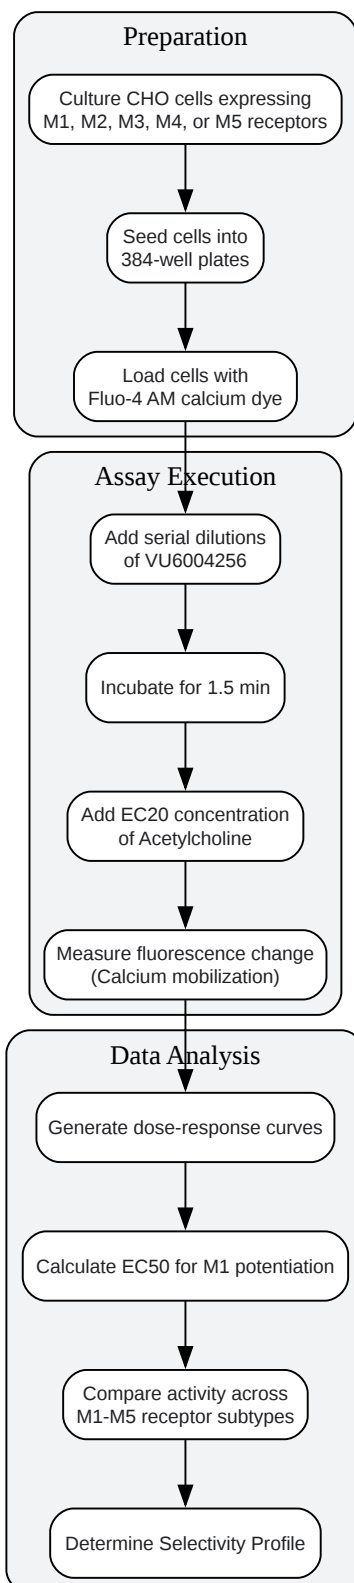 Preparation
Culture CHO cells expressing
M1, M2, M3, M4, or M5 receptors
Seed cells into
384-well plates
Load cells with
Fluo-4 AM calcium dye
Assay Execution
Add serial dilutions
of VU6004256
Incubate for 1.5 min
Add EC20 concentration
of Acetylcholine
Measure fluorescence change
(Calcium mobilization)
Data Analysis
Generate dose-response curves
Calculate EC50 for M1 potentiation
Compare activity across
M1-M5 receptor subtypes
Determine Selectivity Profile